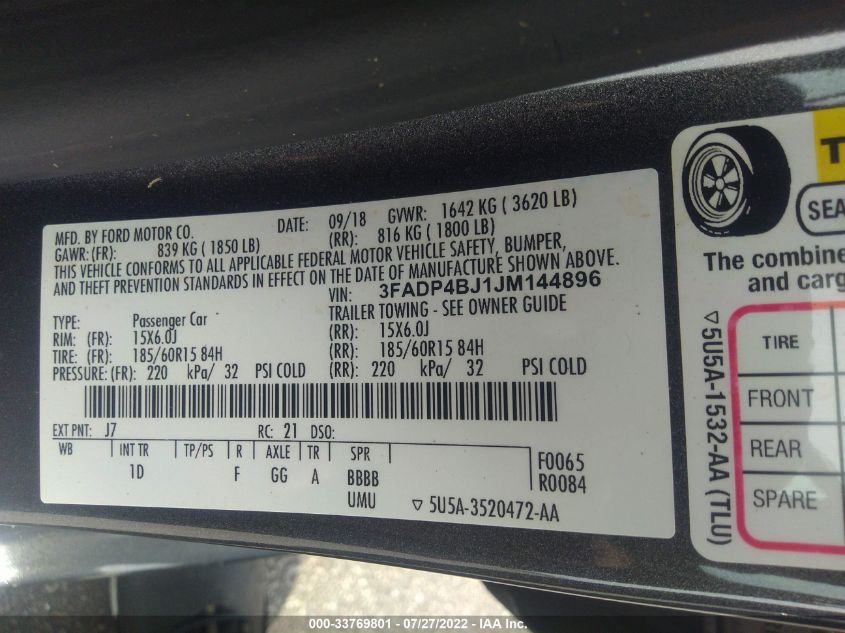 MFD. BY FORD MOTOR CO. DATE: 09/18 GVWR: 1642 KG ( 3620 LB)
GAWR: (FR): 839 KG ( 1850 LB) (RR): 816 KG ( 1800 LB)
THIS VEHICLE CONFORMS TO ALL APPLICABLE FEDERAL MOTOR VEHICLE SAFETY, BUMPER,
AND THEFT PREVENTION STANDARDS IN EFFECT ON THE DATE OF MANUFACTURE SHOWN ABOVE.
VIN: 3FADP4BJ1JM144896
TYPE: Passenger Car TRAILER TOWING - SEE OWNER GUIDE
RIM: (FR): 15X6.0J (RR): 15X6.0J
TIRE: (FR): 185/60R15 84H (RR): 185/60R15 84H
PRESSURE: (FR): 220 kPa/ 32 PSI COLD (RR): 220 kPa/ 32 PSI COLD
EXT PNT: J7 RC: 21 DSO:
WB INT TR TP/PS R AXLE TR SPR F0065
1D F GG A BBBB R0084
UMU ▽ 5U5A-3520472-AA
T
SEA
The combine
and carg
TIRE
FRONT
REAR
SPARE
▽5U5A-1532-AA (TLU)
000-33769801 - 07/27/2022 - IAA Inc.